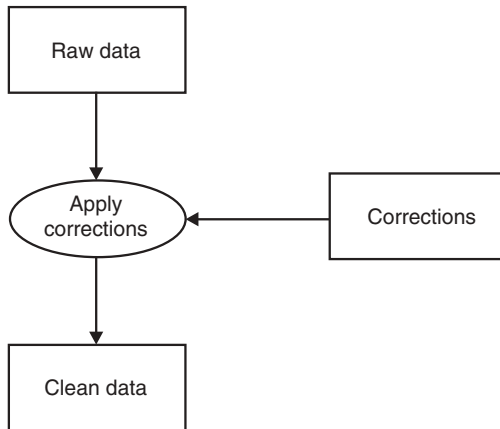 Raw data
Apply
corrections
Corrections
Clean data